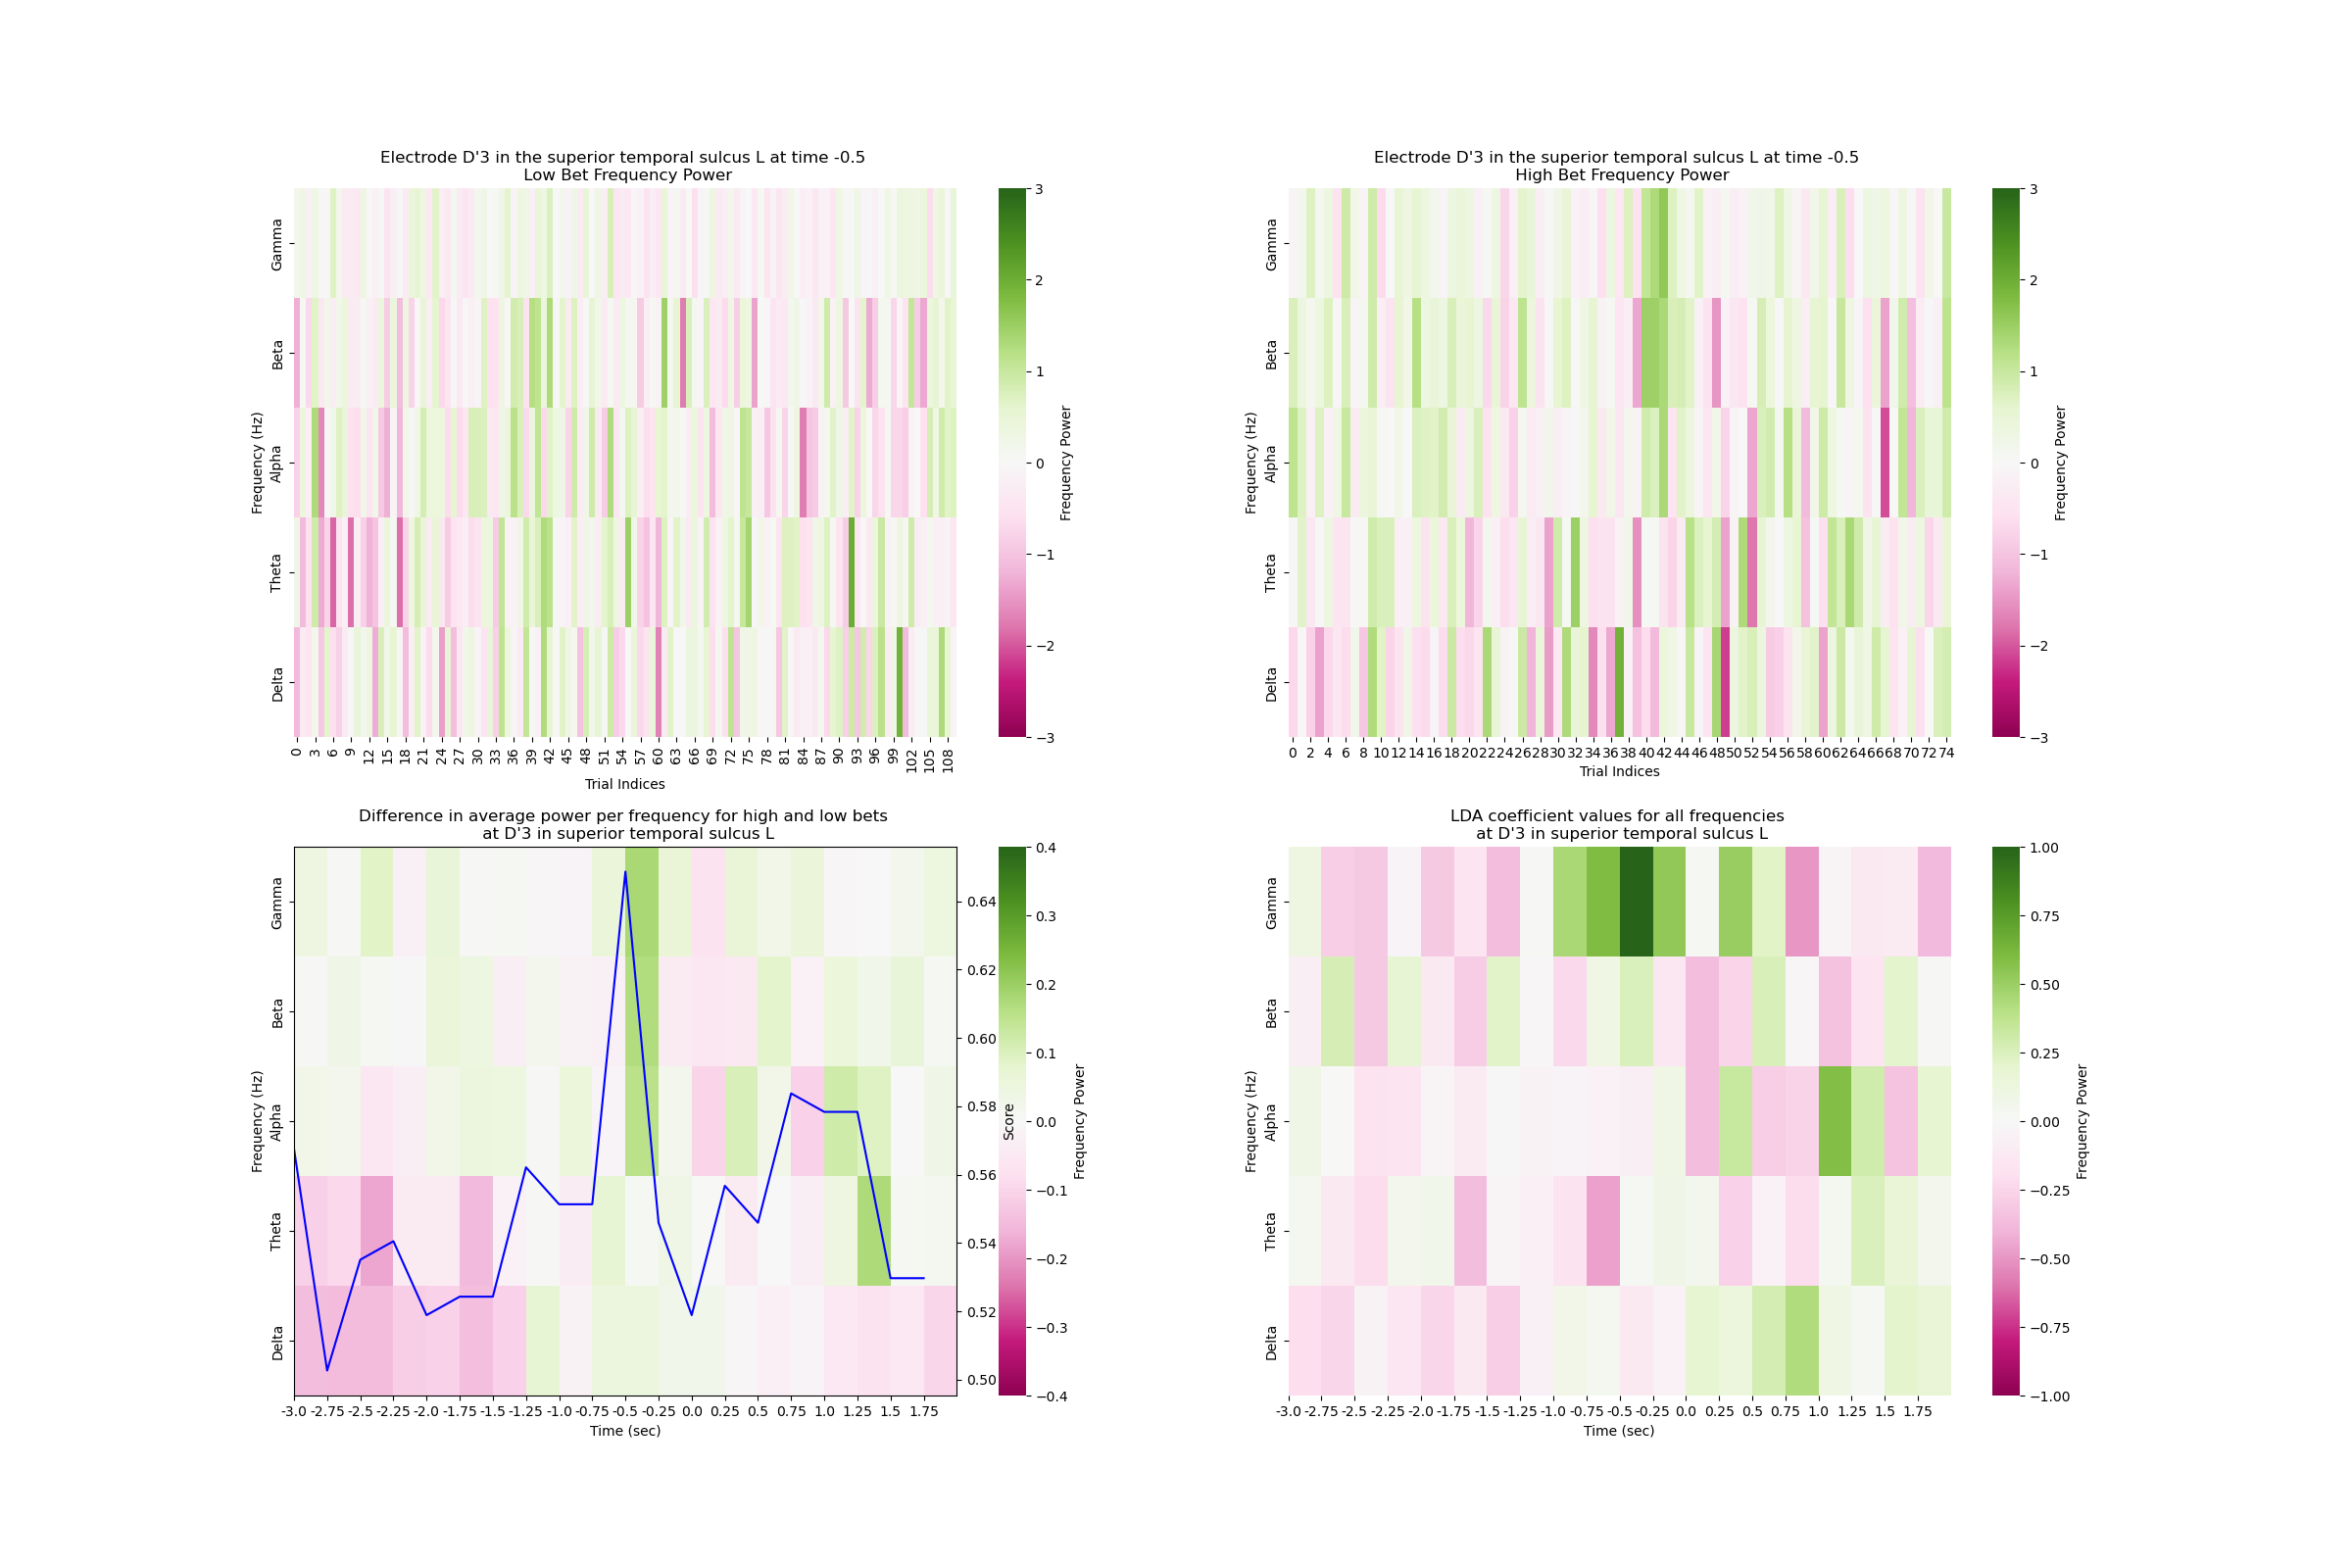 Electrode D'3 in the superior temporal sulcus L at time -0.5
Low Bet Frequency Power
Frequency (Hz)
Gamma
Beta
Alpha
Theta
Delta
0 3 6 9 12 15 18 21 24 27 30 33 36 39 42 45 48 51 54 57 60 63 66 69 72 75 78 81 84 87 90 93 96 99 102 105 108
Trial Indices
3
2
1
0
−1
−2
−3
Frequency Power
Electrode D'3 in the superior temporal sulcus L at time -0.5
High Bet Frequency Power
Frequency (Hz)
Gamma
Beta
Alpha
Theta
Delta
0 2 4 6 8 10 12 14 16 18 20 22 24 26 28 30 32 34 36 38 40 42 44 46 48 50 52 54 56 58 60 62 64 66 68 70 72 74
Trial Indices
3
2
1
0
−1
−2
−3
Frequency Power
Difference in average power per frequency for high and low bets
at D'3 in superior temporal sulcus L
Frequency (Hz)
Gamma
Beta
Alpha
Theta
Delta
-3.0 -2.75 -2.5 -2.25 -2.0 -1.75 -1.5 -1.25 -1.0 -0.75 -0.5 -0.25 0.0 0.25 0.5 0.75 1.0 1.25 1.5 1.75
Time (sec)
0.64
0.62
0.60
0.58
0.56
0.54
0.52
0.50
Score
0.4
0.3
0.2
0.1
0.0
−0.1
−0.2
−0.3
−0.4
Frequency Power
LDA coefficient values for all frequencies
at D'3 in superior temporal sulcus L
Frequency (Hz)
Gamma
Beta
Alpha
Theta
Delta
-3.0 -2.75 -2.5 -2.25 -2.0 -1.75 -1.5 -1.25 -1.0 -0.75 -0.5 -0.25 0.0 0.25 0.5 0.75 1.0 1.25 1.5 1.75
Time (sec)
1.00
0.75
0.50
0.25
0.00
−0.25
−0.50
−0.75
−1.00
Frequency Power